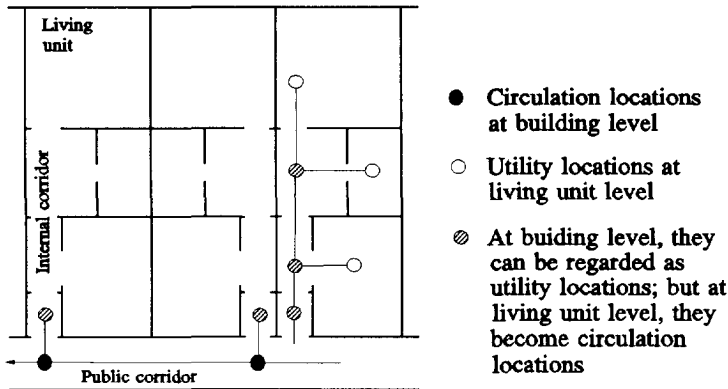 Living
unit
Internal corridor
Public corridor
Circulation locations
at building level
Utility locations at
living unit level
At buiding level, they
can be regarded as
utility locations; but at
living unit level, they
become circulation
locations